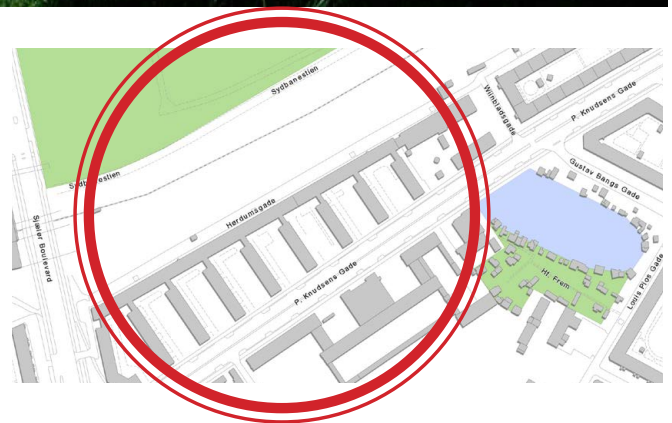 Sydbanestien
Sydbanestien
Wiinbladsgade
P. Knudsens Gade
Gustav Bangs Gade
Hørdumsgade
Sjælør Boulevard
P. Knudsens Gade
Hf. Frem
Louis Pios Gade